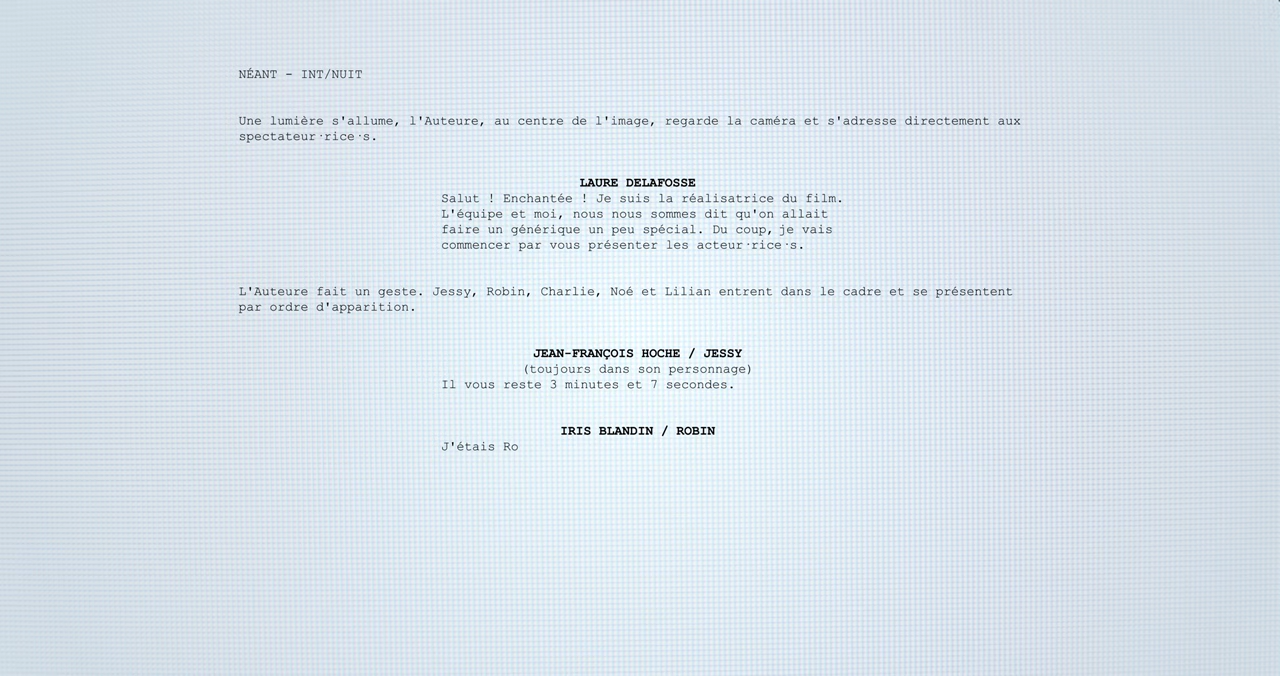 NÉANT - INT/NUIT
Une lumière s'allume, l'Auteure, au centre de l'image, regarde la caméra et s'adresse directement aux
spectateur·rice·s.
LAURE DELAFOSSE
Salut ! Enchantée ! Je suis la réalisatrice du film.
L'équipe et moi, nous nous sommes dit qu'on allait
faire un générique un peu spécial. Du coup, je vais
commencer par vous présenter les acteur·rice·s.
L'Auteure fait un geste. Jessy, Robin, Charlie, Noé et Lilian entrent dans le cadre et se présentent
par ordre d'apparition.
JEAN-FRANÇOIS HOCHE / JESSY
(toujours dans son personnage)
Il vous reste 3 minutes et 7 secondes.
IRIS BLANDIN / ROBIN
J'étais Ro